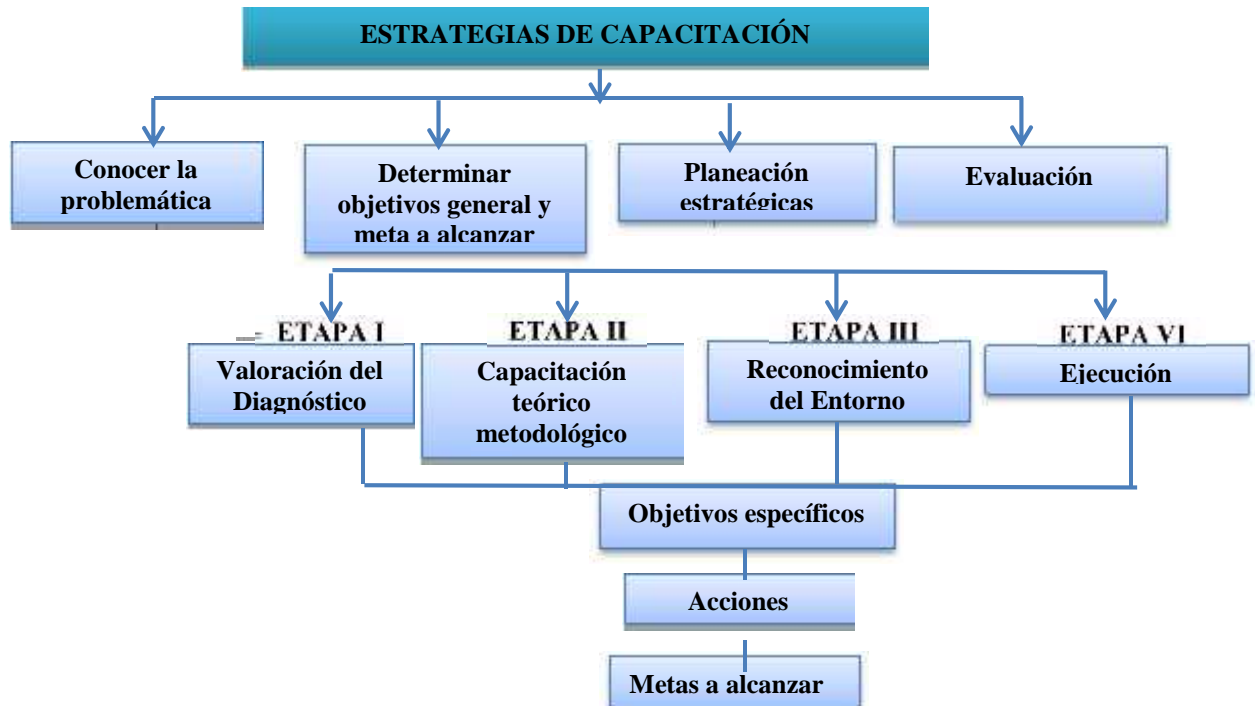 ESTRATEGIAS DE CAPACITACIÓN
Conocer la
problemática
Determinar
objetivos general y
meta a alcanzar
Planeación
estratégicas
Evaluación
ETAPA I
Valoración del
Diagnóstico
ETAPA II
Capacitación
teórico
metodológico
ETAPA III
Reconocimiento
del Entorno
ETAPA VI
Ejecución
Objetivos específicos
Acciones
Metas a alcanzar